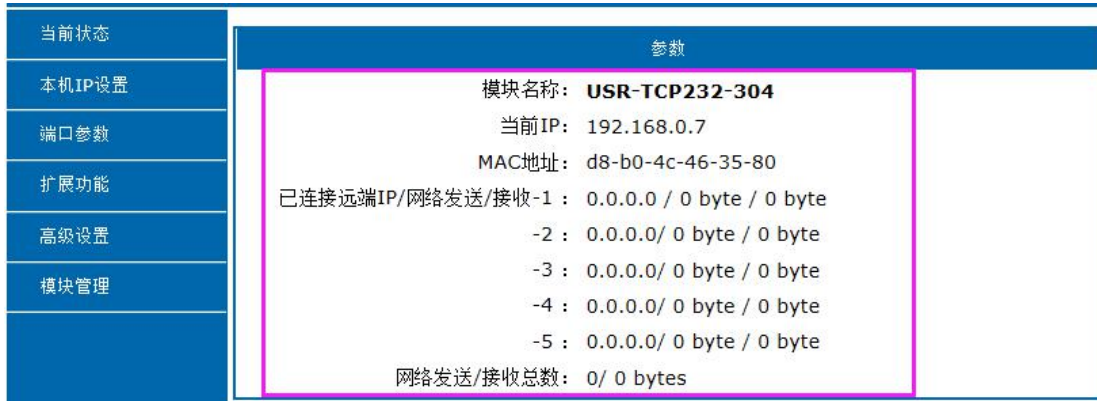 当前状态
本机IP设置
端口参数
扩展功能
高级设置
模块管理
参数
模块名称： USR-TCP232-304
当前IP： 192.168.0.7
MAC地址： d8-b0-4c-46-35-80
已连接远端IP/网络发送/接收-1 ： 0.0.0.0 / 0 byte / 0 byte
-2 ： 0.0.0.0/ 0 byte / 0 byte
-3 ： 0.0.0.0/ 0 byte / 0 byte
-4 ： 0.0.0.0/ 0 byte / 0 byte
-5 ： 0.0.0.0/ 0 byte / 0 byte
网络发送/接收总数： 0/ 0 bytes